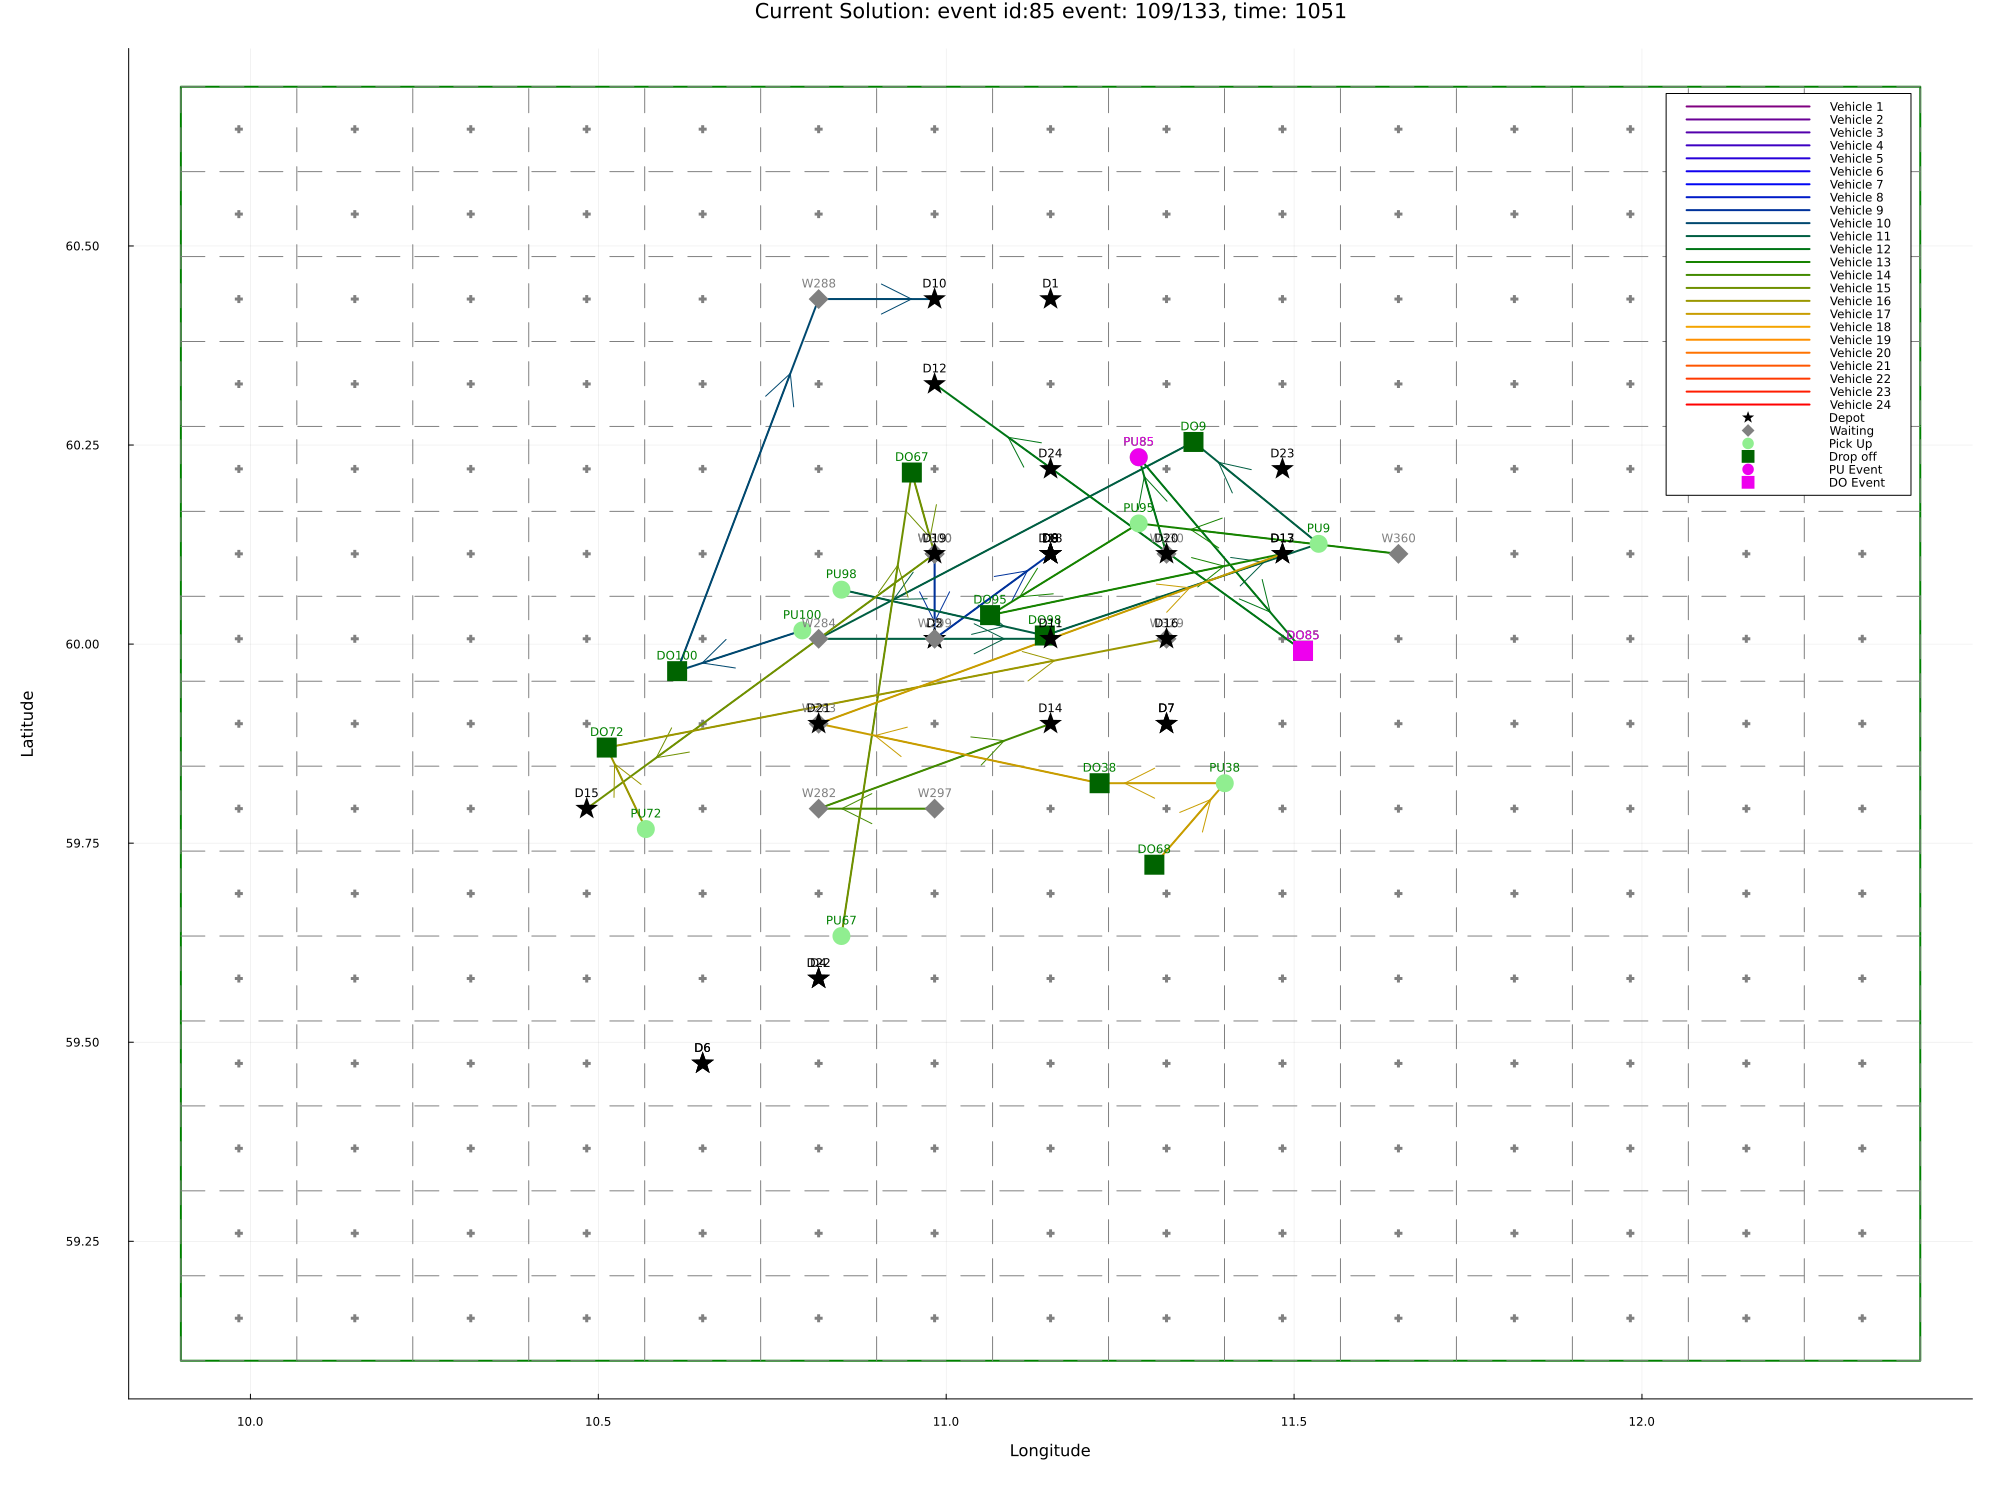 Current Solution: event id:85 event: 109/133, time: 1051
Vehicle 1
Vehicle 2
Vehicle 3
Vehicle 4
Vehicle 5
Vehicle 6
Vehicle 7
Vehicle 8
Vehicle 9
Vehicle 10
Vehicle 11
Vehicle 12
Vehicle 13
Vehicle 14
Vehicle 15
Vehicle 16
Vehicle 17
Vehicle 18
Vehicle 19
Vehicle 20
Vehicle 21
Vehicle 22
Vehicle 23
Vehicle 24
Depot
Waiting
Pick Up
Drop off
PU Event
DO Event
60.50
W288 D10 D1
D12
60.25
DO9
PU85
D24 D23
DO67
PU95
PU9
D19 D20 W360
PU98
DO95
PU100
W284 D16
60.00
DO85
DO100
D21 D14 D7
DO72
DO38 PU38
D15 W282 W297
PU72
59.75
DO68
PU67
D22
D6
59.50
59.25
10.0 10.5 11.0 11.5 12.0
Longitude
Latitude